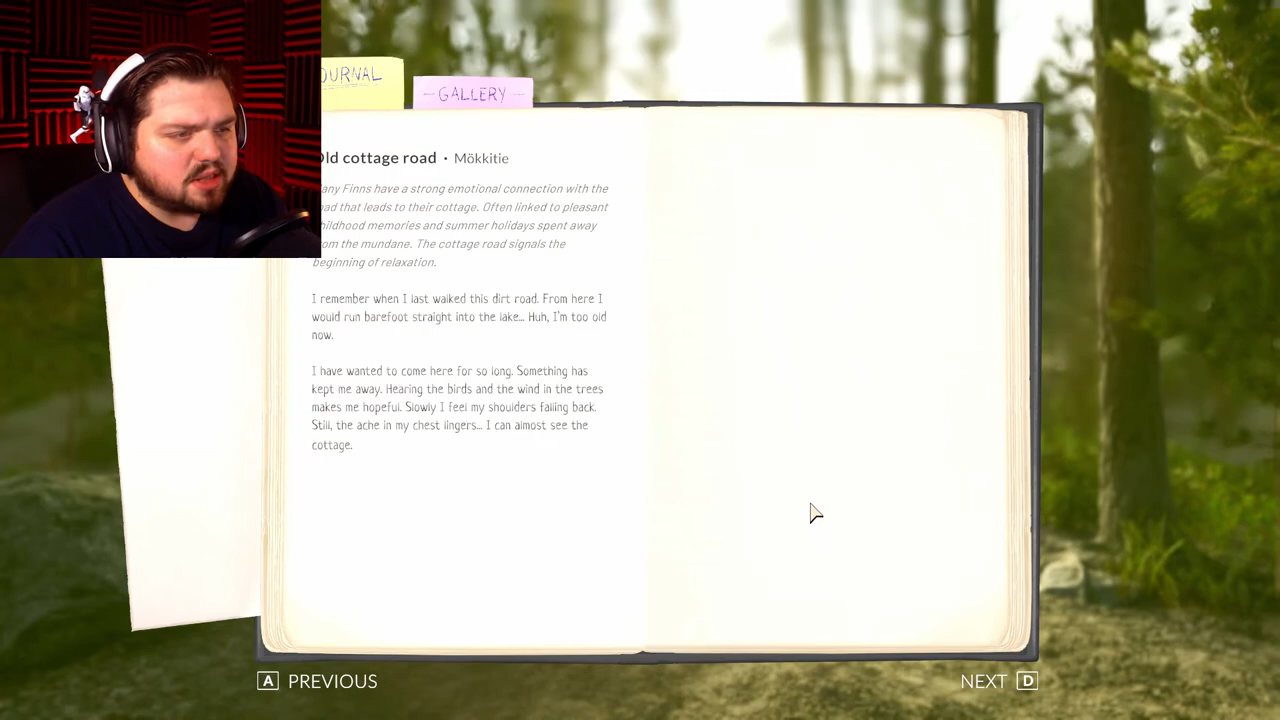 OURNAL
- GALLERY -
Old cottage road · Mökkitie
any Finns have a strong emotional connection with the
oad that leads to their cottage. Often linked to pleasant
hildhood memories and summer holidays spent away
om the mundane. The cottage road signals the
beginning of relaxation.
I remember when I last walked this dirt road. From here I
would run barefoot straight into the lake... Huh, I'm too old
now.
I have wanted to come here for so long. Something has
kept me away. Hearing the birds and the wind in the trees
makes me hopeful. Slowly I feel my shoulders falling back.
Still, the ache in my chest lingers... I can almost see the
cottage.
A PREVIOUS
NEXT D